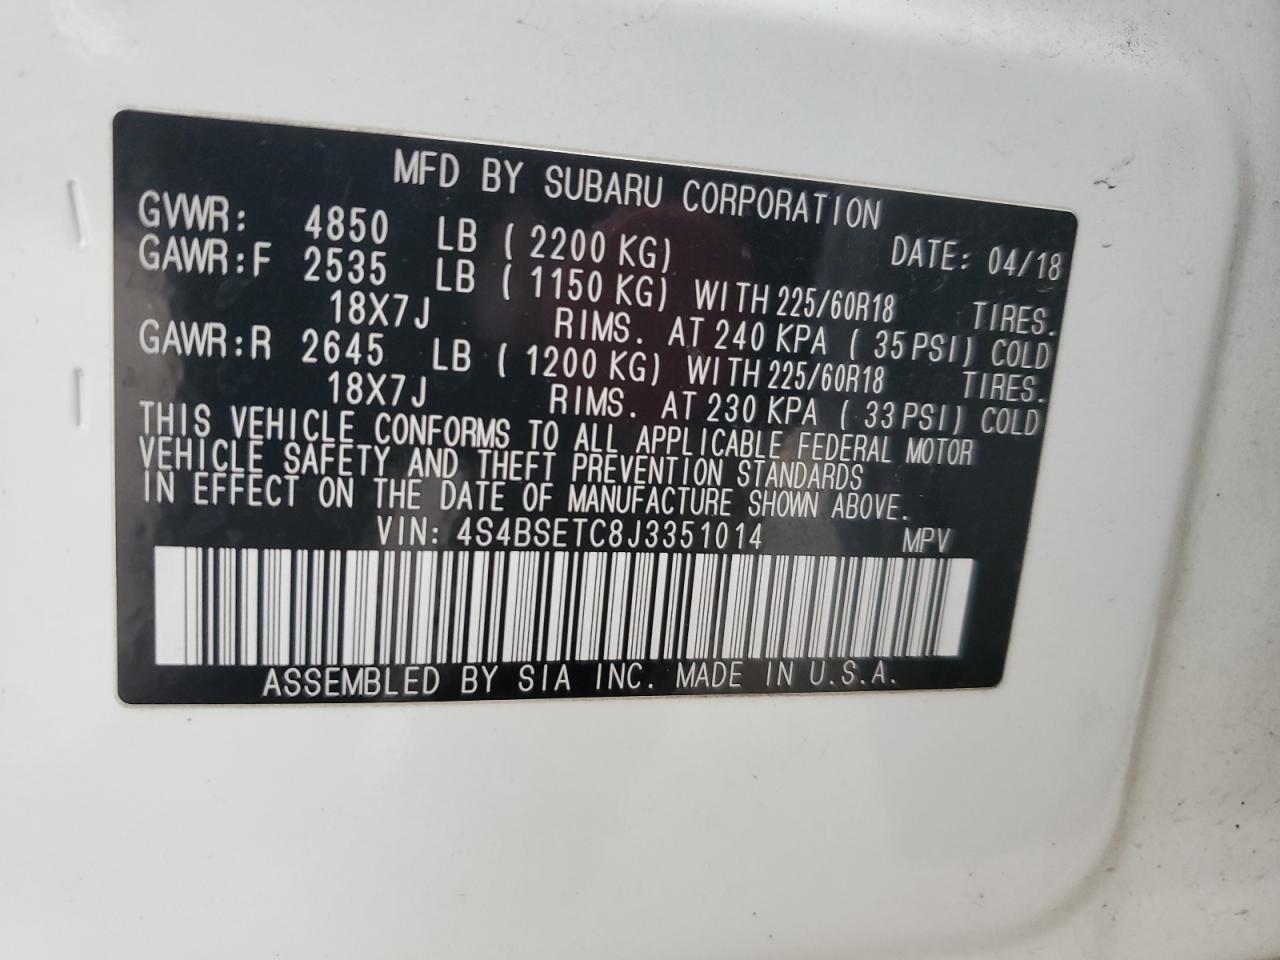 MFD BY SUBARU CORPORATION
GVWR: 4850 LB ( 2200 KG) DATE: 04/18
GAWR:F 2535 LB ( 1150 KG) WITH 225/60R18 TIRES.
18X7J RIMS. AT 240 KPA ( 35 PSI) COLD
GAWR:R 2645 LB ( 1200 KG) WITH 225/60R18 TIRES.
18X7J RIMS. AT 230 KPA ( 33 PSI) COLD
THIS VEHICLE CONFORMS TO ALL APPLICABLE FEDERAL MOTOR
VEHICLE SAFETY AND THEFT PREVENTION STANDARDS
IN EFFECT ON THE DATE OF MANUFACTURE SHOWN ABOVE.
VIN: 4S4BSETC8J3351014 MPV
ASSEMBLED BY SIA INC. MADE IN U.S.A.